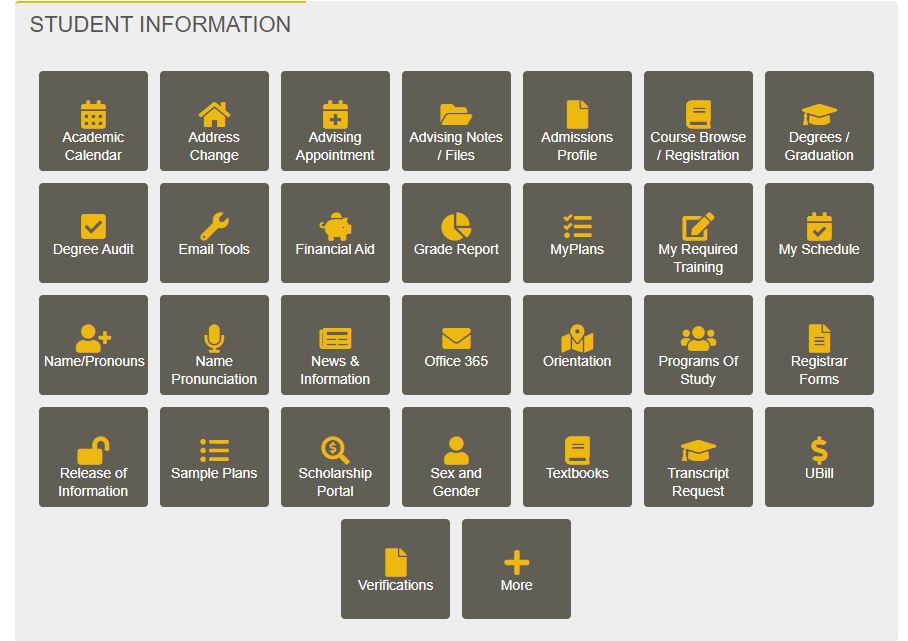 STUDENT INFORMATION
Academic
Calendar
Address
Change
Advising
Appointment
Advising Notes
/ Files
Admissions
Profile
Course Browse
/ Registration
Degrees /
Graduation
Degree Audit
Email Tools
Financial Aid
Grade Report
MyPlans
My Required
Training
My Schedule
Name/Pronouns
Name
Pronunciation
News &
Information
Office 365
Orientation
Programs Of
Study
Registrar
Forms
Release of
Information
Sample Plans
Scholarship
Portal
Sex and
Gender
Textbooks
Transcript
Request
UBill
Verifications
More